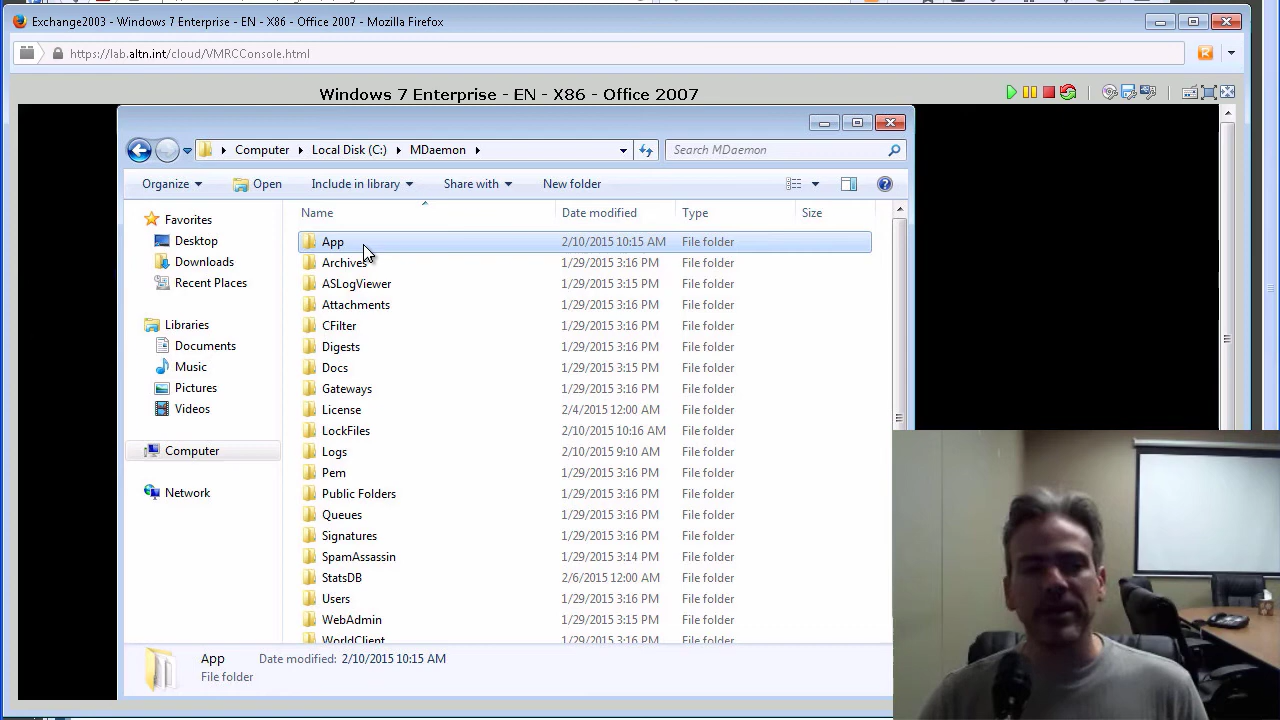 Exchange2003 - Windows 7 Enterprise - EN - X86 - Office 2007 - Mozilla Firefox
https://lab.altn.int/cloud/VMRCConsole.html
Windows 7 Enterprise - EN - X86 - Office 2007
Computer Local Disk (C:) MDaemon Search MDaemon
Organize Open Include in library Share with New folder
Name Date modified Type Size
Favorites
Desktop
Downloads
Recent Places
Libraries
Documents
Music
Pictures
Videos
Computer
Network
App 2/10/2015 10:15 AM File folder
Archives 1/29/2015 3:16 PM File folder
ASLogViewer 1/29/2015 3:15 PM File folder
Attachments 1/29/2015 3:16 PM File folder
CFilter 1/29/2015 3:16 PM File folder
Digests 1/29/2015 3:16 PM File folder
Docs 1/29/2015 3:15 PM File folder
Gateways 1/29/2015 3:16 PM File folder
License 2/4/2015 12:00 AM File folder
LockFiles 2/10/2015 10:16 AM File folder
Logs 2/10/2015 9:10 AM File folder
Pem 1/29/2015 3:16 PM File folder
Public Folders 1/29/2015 3:16 PM File folder
Queues 1/29/2015 3:16 PM File folder
Signatures 1/29/2015 3:16 PM File folder
SpamAssassin 1/29/2015 3:14 PM File folder
StatsDB 2/6/2015 12:00 AM File folder
Users 1/29/2015 3:16 PM File folder
WebAdmin 1/29/2015 3:15 PM File folder
WorldClient 1/29/2015 3:15 PM File folder
App Date modified: 2/10/2015 10:15 AM
File folder